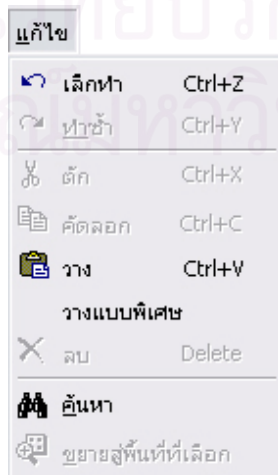 แก้ไข
เลิกทำ Ctrl+Z
ทำซ้ำ Ctrl+Y
ตัก Ctrl+X
คัดลอก Ctrl+C
วาง Ctrl+V
วางแบบพิเศษ
ลบ Delete
ค้นหา
ขยายสู่พื้นที่ที่เลือก